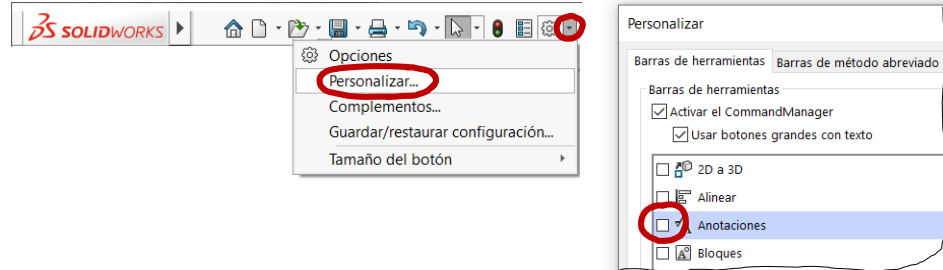 SOLIDWORKS
Opciones
Personalizar...
Complementos...
Guardar/restaurar configuración...
Tamaño del botón
Personalizar
Barras de herramientas
Barras de método abreviado
Barras de herramientas
Activar el CommandManager
Usar botones grandes con texto
2D a 3D
Alinear
Anotaciones
Bloques